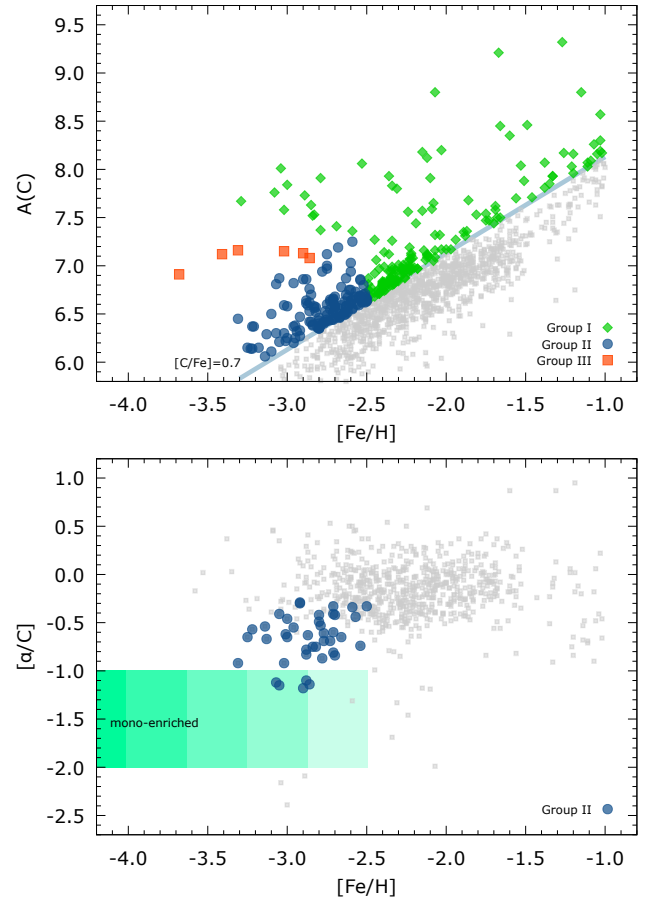 9.5
9.0
8.5
8.0
7.5
7.0
6.5
6.0
A(C)
Group I
Group II
Group III
[C/Fe]=0.7
-4.0 -3.5 -3.0 -2.5 -2.0 -1.5 -1.0
[Fe/H]
1.0
0.5
0.0
-0.5
-1.0
-1.5
-2.0
-2.5
[α/C]
mono-enriched
Group II
-4.0 -3.5 -3.0 -2.5 -2.0 -1.5 -1.0
[Fe/H]